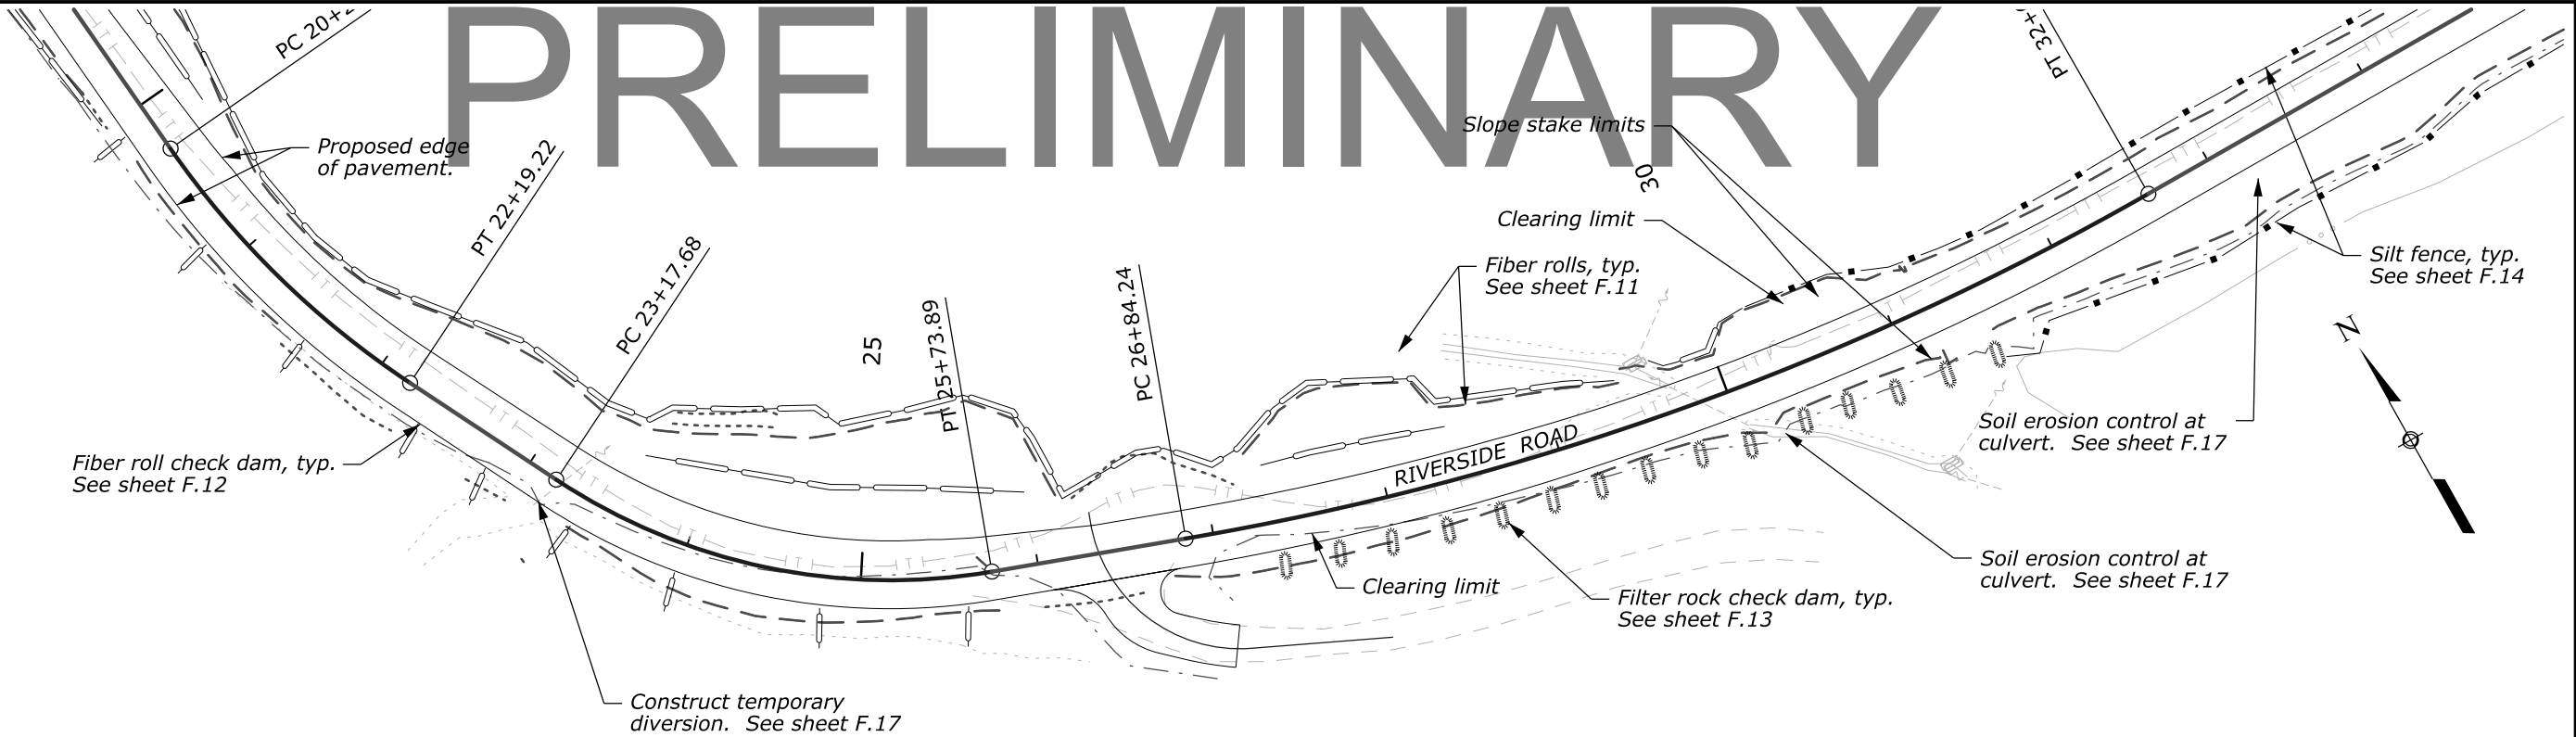 PRELIMINARY
PC 20+2
Proposed edge
of pavement.
PT 22+19.22
PC 23+17.68
25
PT 25+73.89
PC 26+84.24
Slope stake limits
30
PT 32+
Clearing limit
Fiber rolls, typ.
See sheet F.11
Silt fence, typ.
See sheet F.14
N
RIVERSIDE ROAD
Soil erosion control at
culvert. See sheet F.17
Fiber roll check dam, typ.
See sheet F.12
Soil erosion control at
culvert. See sheet F.17
Clearing limit
Filter rock check dam, typ.
See sheet F.13
Construct temporary
diversion. See sheet F.17